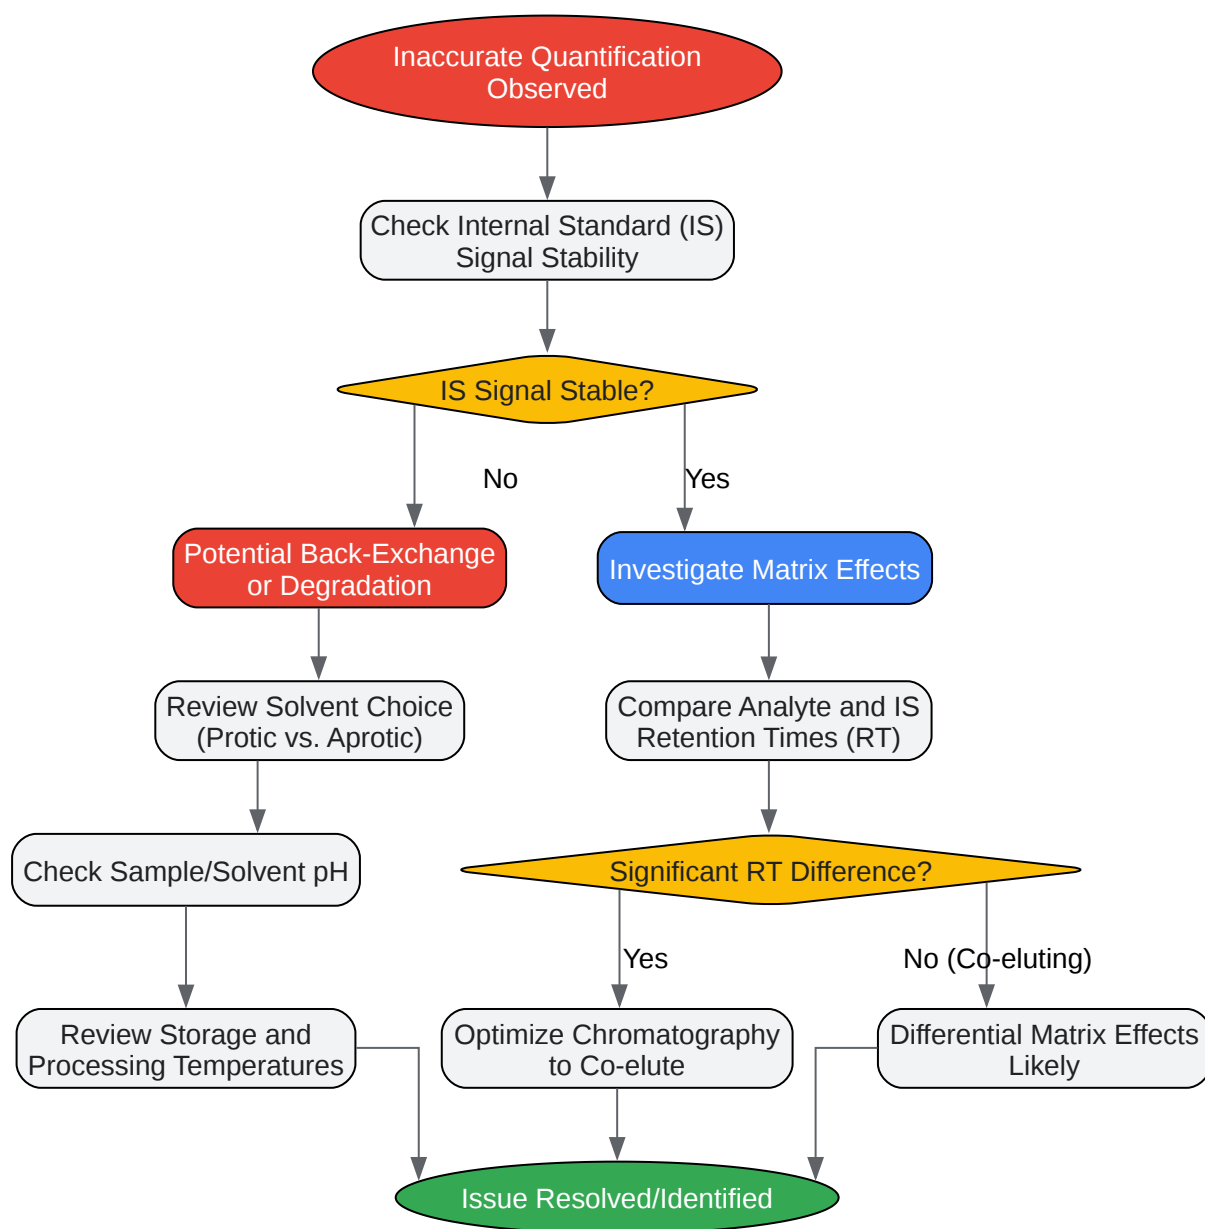 Inaccurate Quantification
Observed
Check Internal Standard (IS)
Signal Stability
IS Signal Stable?
No
Yes
Potential Back-Exchange
or Degradation
Investigate Matrix Effects
Review Solvent Choice
(Protic vs. Aprotic)
Compare Analyte and IS
Retention Times (RT)
Check Sample/Solvent pH
Significant RT Difference?
Yes
No (Co-eluting)
Review Storage and
Processing Temperatures
Optimize Chromatography
to Co-elute
Differential Matrix Effects
Likely
Issue Resolved/Identified